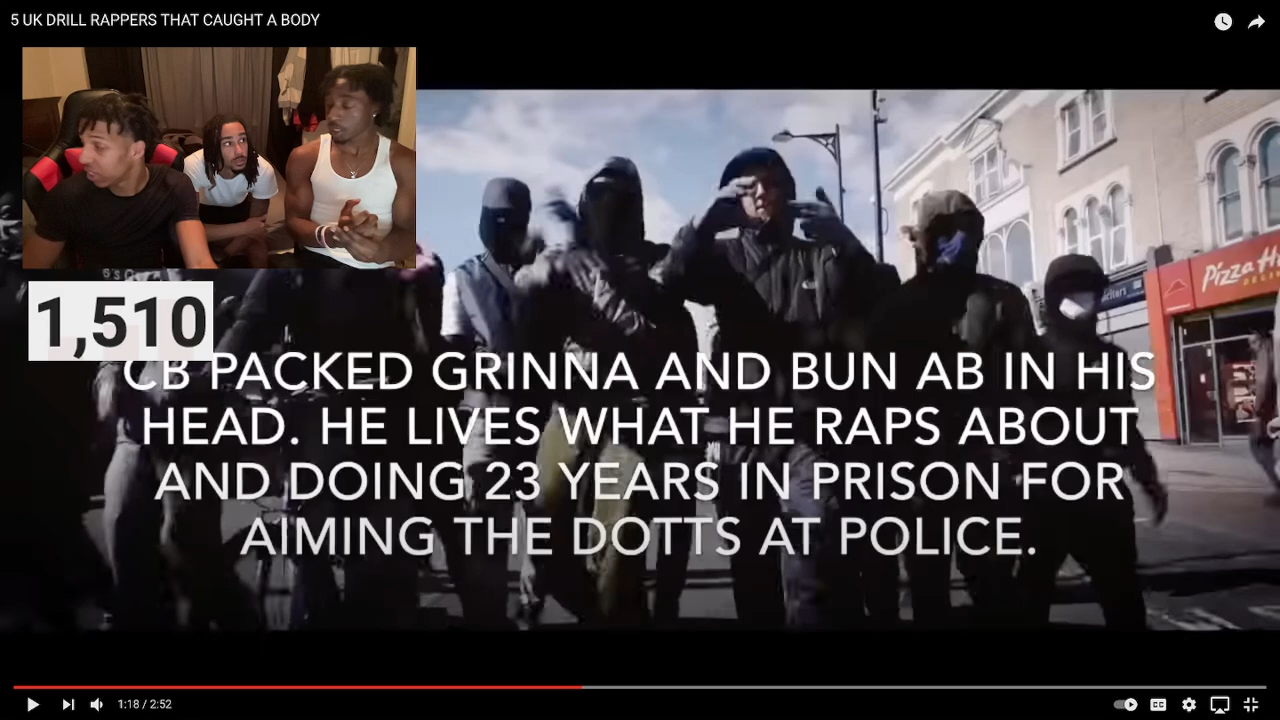 5 UK DRILL RAPPERS THAT CAUGHT A BODY
1,510
CB PACKED GRINNA AND BUN AB IN HIS
HEAD. HE LIVES WHAT HE RAPS ABOUT
AND DOING 23 YEARS IN PRISON FOR
AIMING THE DOTTS AT POLICE.
Pizza H
DEL
1:18 / 2:52
CC